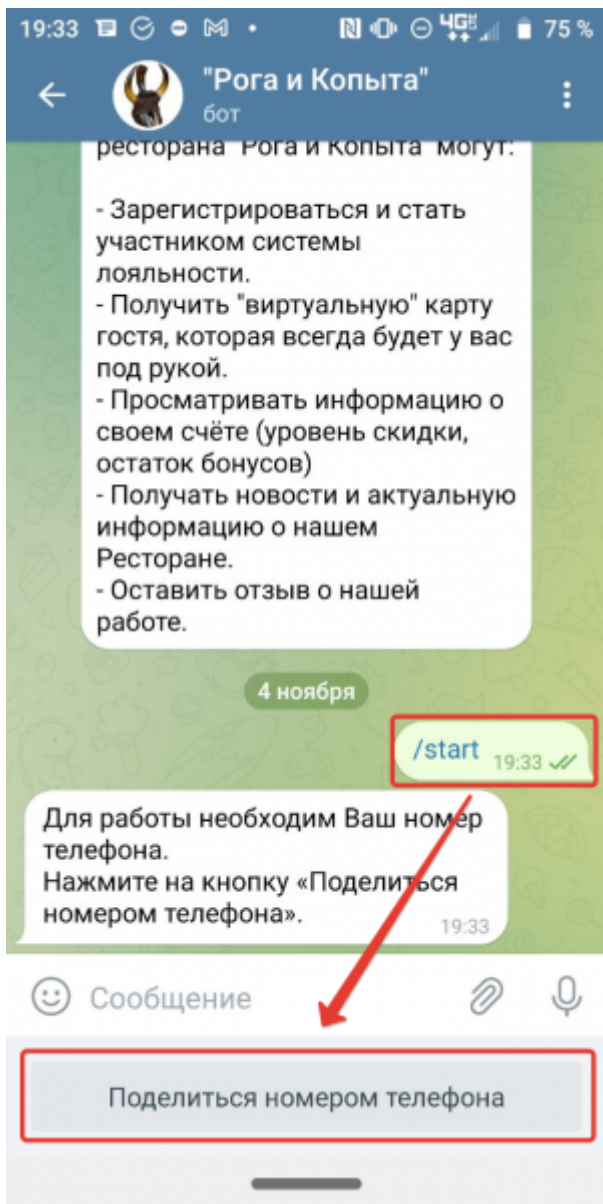 19:33
4G
75 %
"Рога и Копыта"
бот
ресторана "Рога и Копыта" могут:
- Зарегистрироваться и стать
участником системы
лояльности.
- Получить "виртуальную" карту
гостя, которая всегда будет у вас
под рукой.
- Просматривать информацию о
своем счёте (уровень скидки,
остаток бонусов)
- Получать новости и актуальную
информацию о нашем
Ресторане.
- Оставить отзыв о нашей
работе.
4 ноября
/start 19:33
Для работы необходим Ваш номер
телефона.
Нажмите на кнопку «Поделиться
номером телефона».
19:33
Сообщение
Поделиться номером телефона